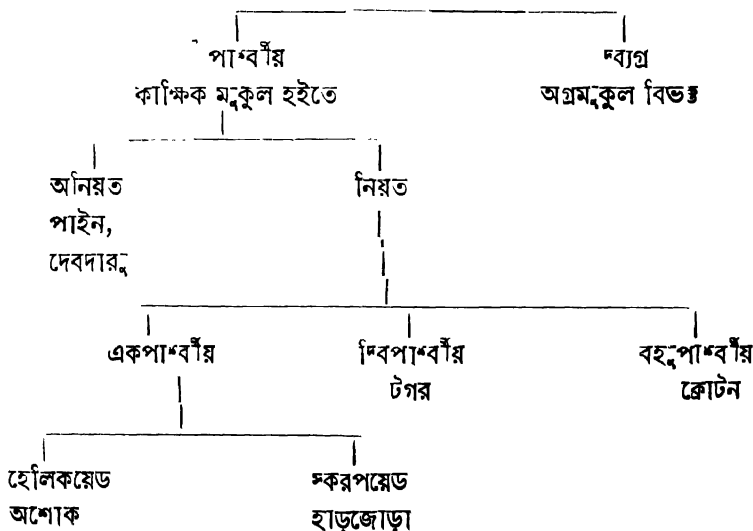 পার্শ্বীয় দ্ব্যগ্র
কাক্ষিক মুকুল হইতে অগ্রমুকুল বিভক্ত
অনিয়ত নিয়ত
পাইন,
দেবদারু
একপার্শ্বীয় দ্বিপার্শ্বীয় বহুপার্শ্বীয়
টগর ক্রোটন
হেলিকয়েড স্করপয়েড
অশোক হাড়জোড়া